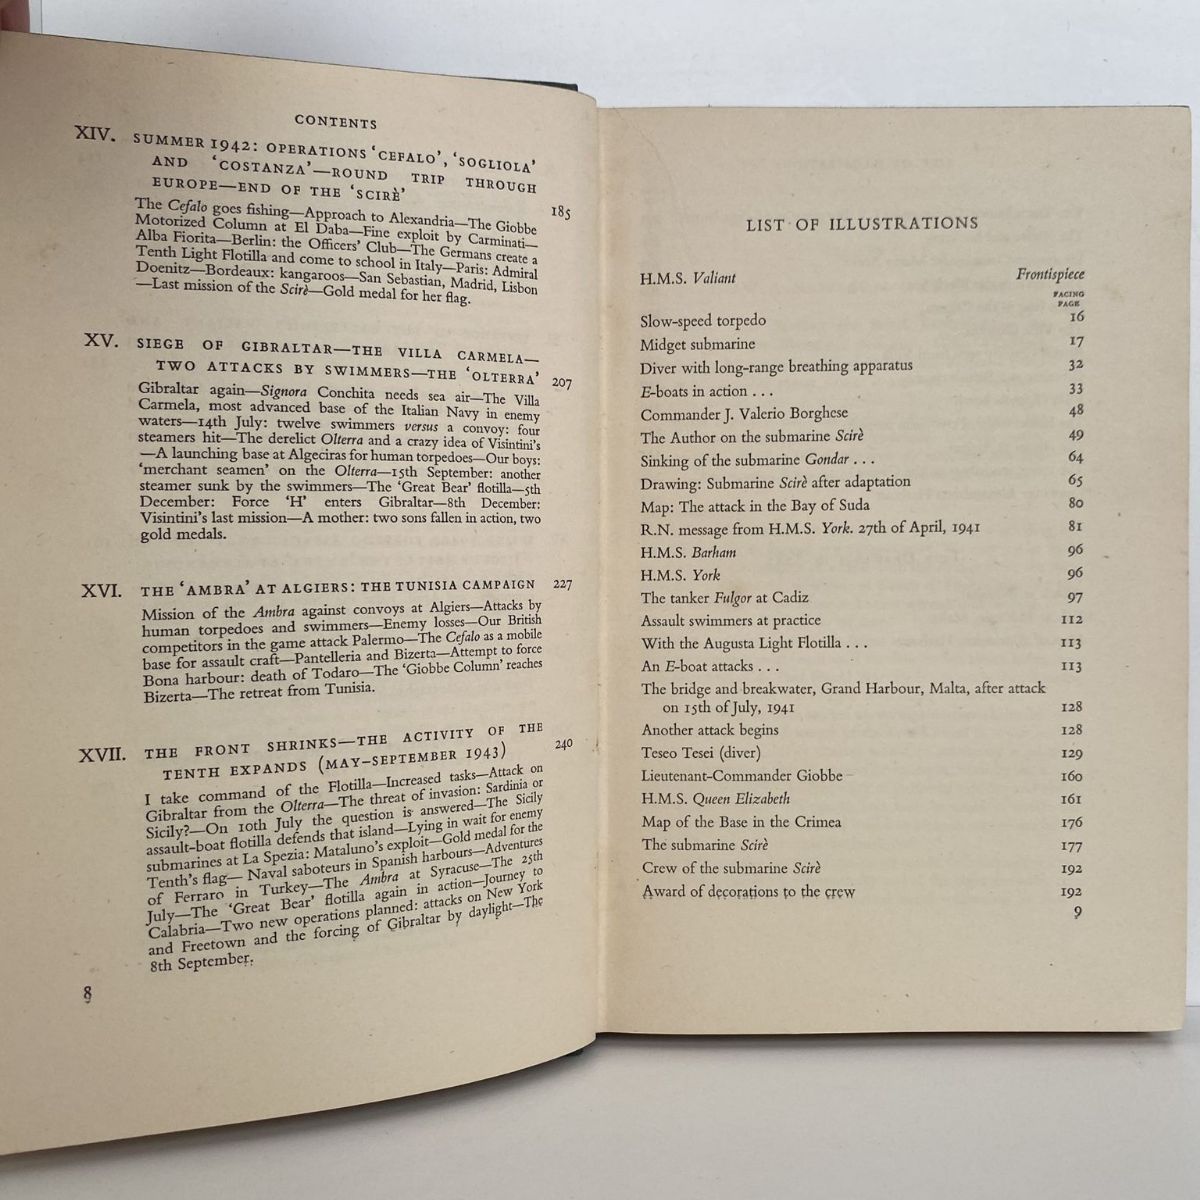 CONTENTS
XIV. SUMMER 1942: OPERATIONS ‘CEFALO’, ‘SOGLIOLA’
AND ‘COSTANZA’—ROUND TRIP THROUGH
EUROPE—END OF THE ‘SCIRÈ’ 185
The Cefalo goes fishing—Approach to Alexandria—The Giobbe
Motorized Column at El Daba—Fine exploit by Carminati—
Alba Fiorita—Berlin: the Officers’ Club—The Germans create a
Tenth Light Flotilla and come to school in Italy—Paris: Admiral
Doenitz—Bordeaux: kangaroos—San Sebastian, Madrid, Lisbon
—Last mission of the Scirè—Gold medal for her flag.
XV. SIEGE OF GIBRALTAR—THE VILLA CARMELA—
TWO ATTACKS BY SWIMMERS—THE ‘OLTERRA’ 207
Gibraltar again—Signora Conchita needs sea air—The Villa
Carmela, most advanced base of the Italian Navy in enemy
waters—14th July: twelve swimmers versus a convoy: four
steamers hit—The derelict Olterra and a crazy idea of Visintini’s
—A launching base at Algeciras for human torpedoes—Our boys:
‘merchant seamen’ on the Olterra—15th September: another
steamer sunk by the swimmers—The ‘Great Bear’ flotilla—5th
December: Force ‘H’ enters Gibraltar—8th December:
Visintini’s last mission—A mother: two sons fallen in action, two
gold medals.
XVI. THE ‘AMBRA’ AT ALGIERS: THE TUNISIA CAMPAIGN 227
Mission of the Ambra against convoys at Algiers—Attacks by
human torpedoes and swimmers—Enemy losses—Our British
competitors in the game attack Palermo—The Cefalo as a mobile
base for assault craft—Pantelleria and Bizerta—Attempt to force
Bona harbour: death of Todaro—The ‘Giobbe Column’ reaches
Bizerta—The retreat from Tunisia.
XVII. THE FRONT SHRINKS—THE ACTIVITY OF THE
TENTH EXPANDS (MAY–SEPTEMBER 1943) 240
I take command of the Flotilla—Increased tasks—Attack on
Gibraltar from the Olterra—The threat of invasion: Sardinia or
Sicily?—On 10th July the question is answered—The Sicily
assault-boat flotilla defends that island—Lying in wait for enemy
submarines at La Spezia: Mataluno’s exploit—Gold medal for the
Tenth’s flag— Naval saboteurs in Spanish harbours—Adventures
of Ferraro in Turkey—The Ambra at Syracuse—The 25th
July—The ‘Great Bear’ flotilla again in action—Journey to
Calabria—Two new operations planned: attacks on New York
and Freetown and the forcing of Gibraltar by daylight—The
8th September.
8
LIST OF ILLUSTRATIONS
H.M.S. Valiant Frontispiece
FACING
PAGE
Slow-speed torpedo 16
Midget submarine 17
Diver with long-range breathing apparatus 32
E-boats in action . . . 33
Commander J. Valerio Borghese 48
The Author on the submarine Scirè 49
Sinking of the submarine Gondar . . . 64
Drawing: Submarine Scirè after adaptation 65
Map: The attack in the Bay of Suda 80
R.N. message from H.M.S. York. 27th of April, 1941 81
H.M.S. Barham 96
H.M.S. York 96
The tanker Fulgor at Cadiz 97
Assault swimmers at practice 112
With the Augusta Light Flotilla . . . 113
An E-boat attacks . . . 113
The bridge and breakwater, Grand Harbour, Malta, after attack
on 15th of July, 1941 128
Another attack begins 128
Teseo Tesei (diver) 129
Lieutenant-Commander Giobbe 160
H.M.S. Queen Elizabeth 161
Map of the Base in the Crimea 176
The submarine Scirè 177
Crew of the submarine Scirè 192
Award of decorations to the crew 192
9